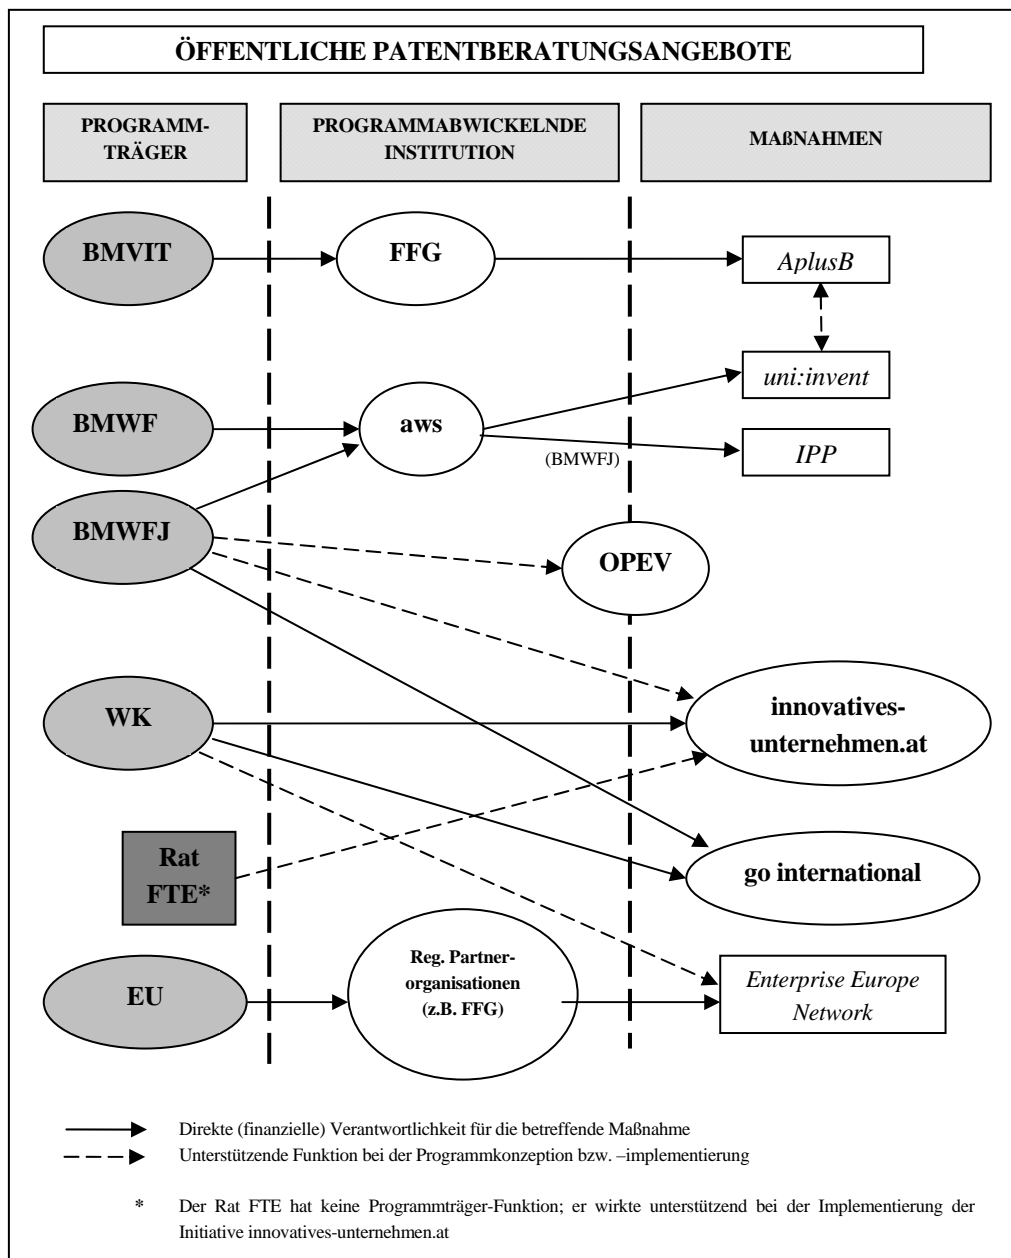 ÖFFENTLICHE PATENTBERATUNGSANGEBOTE
PROGRAMM-
TRÄGER
PROGRAMMABWICKELNDE
INSTITUTION
MAßNAHMEN
BMVIT
FFG
AplusB
uni:invent
BMWF
aws
(BMWFJ)
IPP
BMWFJ
OPEV
WK
innovatives-
unternehmen.at
Rat
FTE*
go international
EU
Reg. Partner-
organisationen
(z.B. FFG)
Enterprise Europe
Network
Direkte (finanzielle) Verantwortlichkeit für die betreffende Maßnahme
Unterstützende Funktion bei der Programmkonzeption bzw. –implementierung
* Der Rat FTE hat keine Programmträger-Funktion; er wirkte unterstützend bei der Implementierung der
Initiative innovatives-unternehmen.at